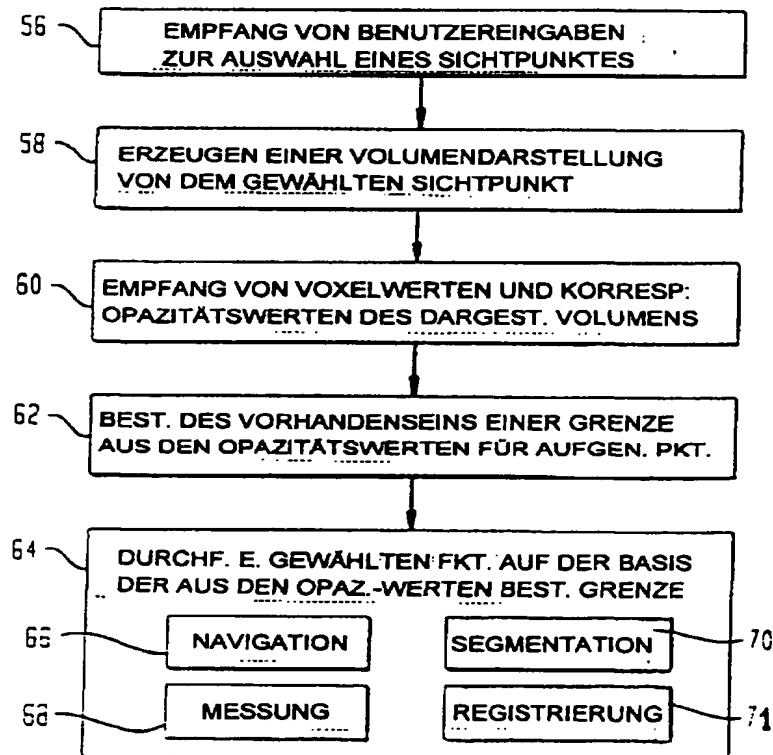 56
EMPFANG VON BENUTZEREINGABEN
ZUR AUSWAHL EINES SICHTPUNKTES
58
ERZEUGEN EINER VOLUMENDARSTELLUNG
VON DEM GEWÄHLTEN SICHTPUNKT
60
EMPFANG VON VOXELWERTEN UND KORRESP:
OPAZITÄTSWERTEN DES DARGEST. VOLUMENS
62
BEST. DES VORHANDENSEINS EINER GRENZE
AUS DEN OPAZITÄTSWERTEN FÜR AUFGEN. PKT.
64
DURCHF. E. GEWÄHLTEN FKT. AUF DER BASIS
DER AUS DEN OPAZ.-WERTEN BEST. GRENZE
66
NAVIGATION
SEGMENTATION
70
68
MESSUNG
REGISTRIERUNG
71